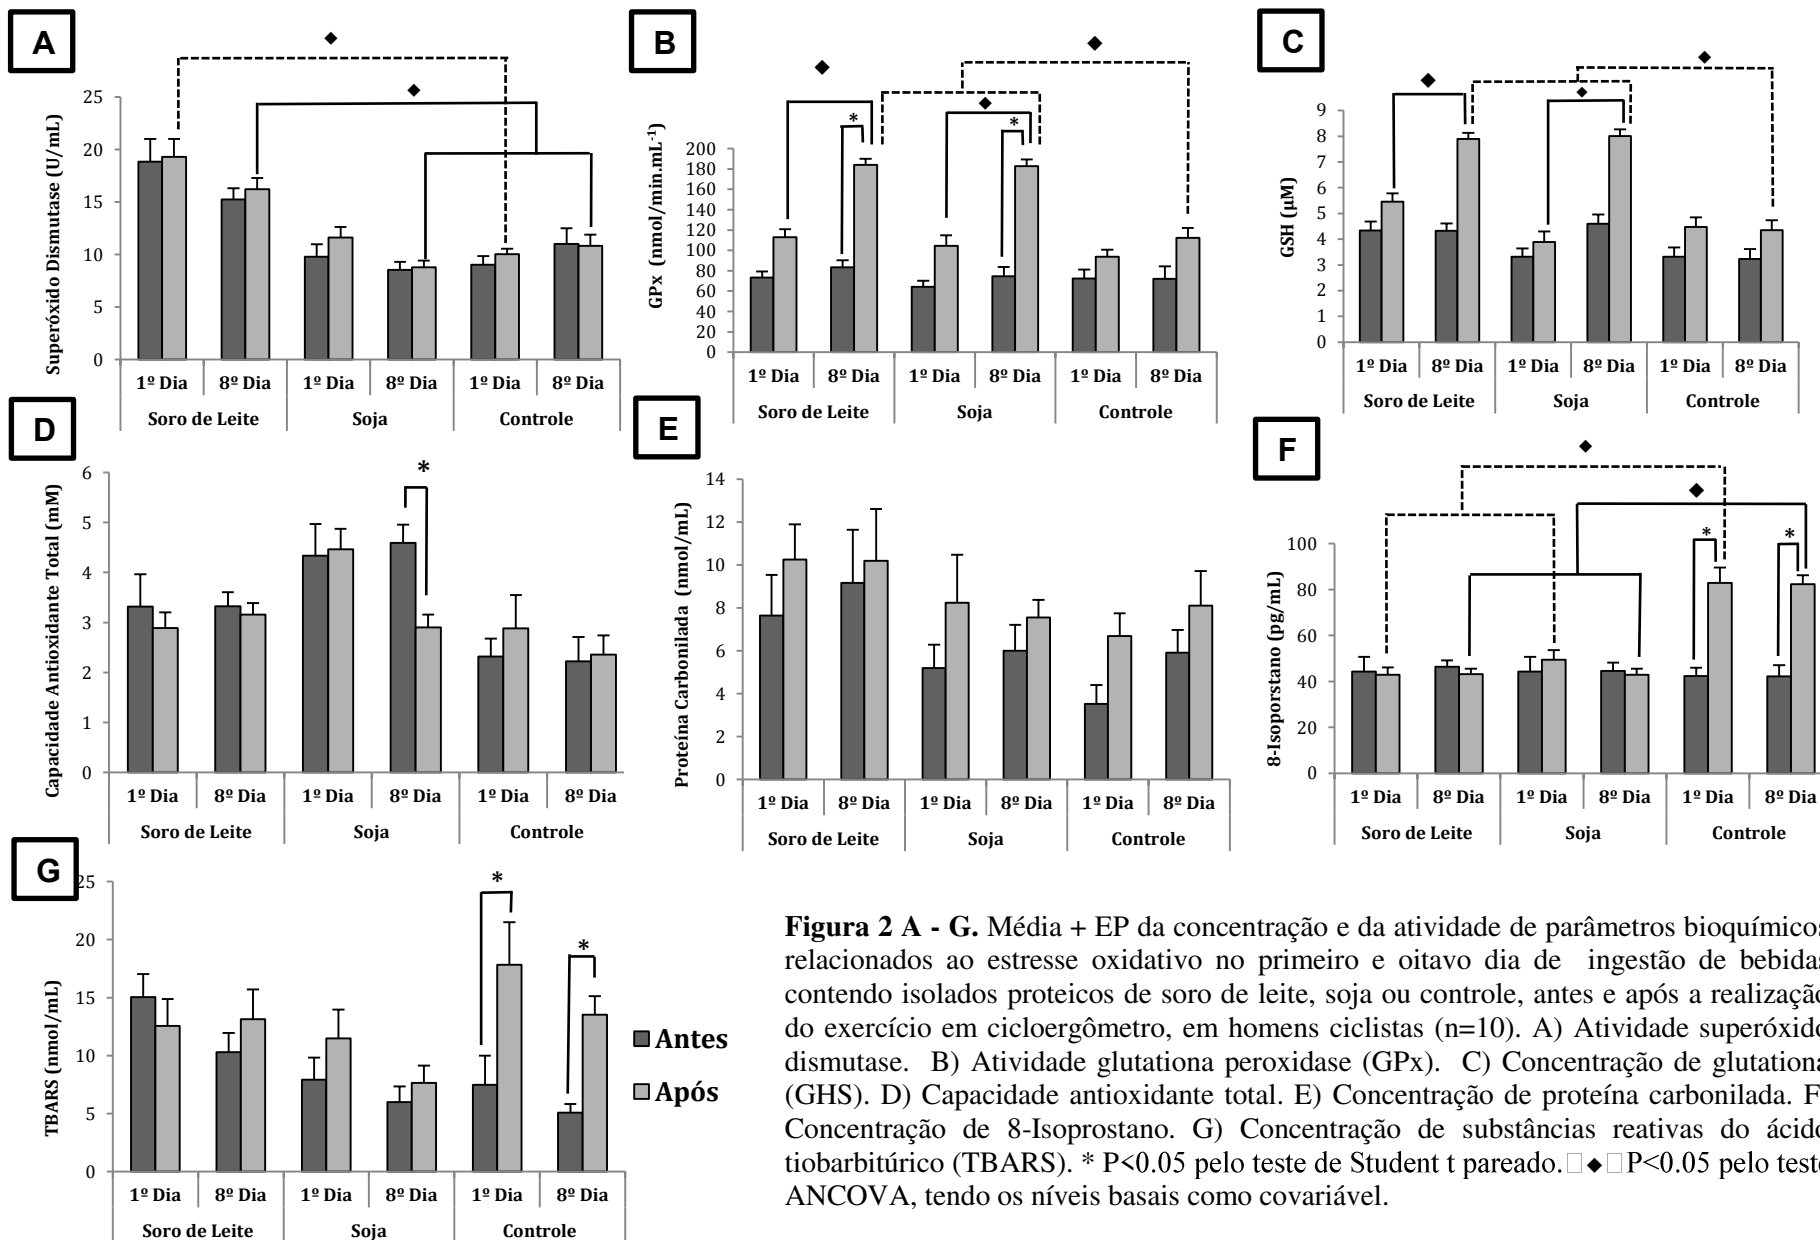 A
Superóxido Dismutase (U/mL)
25
20
15
10
5
0
1º Dia 8º Dia 1º Dia 8º Dia 1º Dia 8º Dia
Soro de Leite Soja Controle
B
GPx (nmol/min.mL⁻¹)
200
180
160
140
120
100
80
60
40
20
0
* *
1º Dia 8º Dia 1º Dia 8º Dia 1º Dia 8º Dia
Soro de Leite Soja Controle
C
GSH (µM)
9
8
7
6
5
4
3
2
1
0
1º Dia 8º Dia 1º Dia 8º Dia 1º Dia 8º Dia
Soro de Leite Soja Controle
D
Capacidade Antioxidante Total (mM)
6
5
4
3
2
1
0
*
1º Dia 8º Dia 1º Dia 8º Dia 1º Dia 8º Dia
Soro de Leite Soja Controle
E
Proteína Carbonilada (nmol/mL)
14
12
10
8
6
4
2
0
1º Dia 8º Dia 1º Dia 8º Dia 1º Dia 8º Dia
Soro de Leite Soja Controle
F
8-Isoporstano (pg/mL)
100
80
60
40
20
0
* *
1º Dia 8º Dia 1º Dia 8º Dia 1º Dia 8º Dia
Soro de Leite Soja Controle
G
TBARS (nmol/mL)
25
20
15
10
5
0
* *
1º Dia 8º Dia 1º Dia 8º Dia 1º Dia 8º Dia
Soro de Leite Soja Controle
Antes
Após
Figura 2 A - G. Média + EP da concentração e da atividade de parâmetros bioquímicos
relacionados ao estresse oxidativo no primeiro e oitavo dia de ingestão de bebidas
contendo isolados proteicos de soro de leite, soja ou controle, antes e após a realização
do exercício em cicloergômetro, em homens ciclistas (n=10). A) Atividade superóxido
dismutase. B) Atividade glutationa peroxidase (GPx). C) Concentração de glutationa
(GHS). D) Capacidade antioxidante total. E) Concentração de proteína carbonilada. F
Concentração de 8-Isoprostano. G) Concentração de substâncias reativas do ácido
tiobarbitúrico (TBARS). * P<0.05 pelo teste de Student t pareado. □◆□ P<0.05 pelo teste
ANCOVA, tendo os níveis basais como covariável.